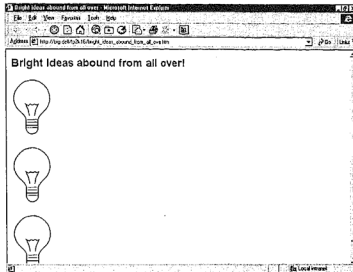 Bright Ideas abound from all over - Microsoft Internet Explorer
File Edit View Favorites Tools Help
Address
Go Links
Bright Ideas abound from all over!
Local intranet